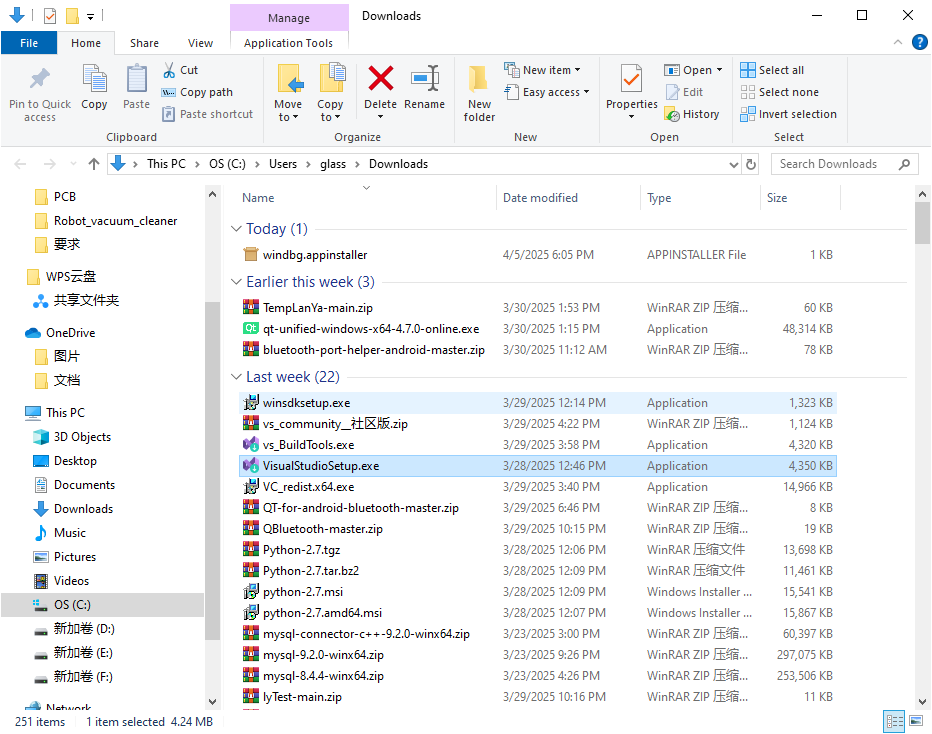 Manage
Downloads
File
Home
Share
View
Application Tools
Pin to Quick access
Copy
Paste
Cut
Copy path
Paste shortcut
Clipboard
Move to
Copy to
Delete
Rename
Organize
New folder
New item
Easy access
New
Properties
Open
Edit
History
Open
Select all
Select none
Invert selection
Select
This PC > OS (C:) > Users > glass > Downloads
Search Downloads
PCB
Robot_vacuum_cleaner
要求
WPS云盘
共享文件夹
OneDrive
图片
文档
This PC
3D Objects
Desktop
Documents
Downloads
Music
Pictures
Videos
OS (C:)
新加卷 (D:)
新加卷 (E:)
新加卷 (F:)
Network
Name Date modified Type Size
Today (1)
windbg.appinstaller 4/5/2025 6:05 PM APPINSTALLER File 1 KB
Earlier this week (3)
TempLanYa-main.zip 3/30/2025 1:53 PM WinRAR ZIP 压缩... 60 KB
Qt qt-unified-windows-x64-4.7.0-online.exe 3/30/2025 1:15 PM Application 48,314 KB
bluetooth-port-helper-android-master.zip 3/30/2025 11:12 AM WinRAR ZIP 压缩... 78 KB
Last week (22)
winsdksetup.exe 3/29/2025 12:14 PM Application 1,323 KB
vs_community__社区版.zip 3/29/2025 4:22 PM WinRAR ZIP 压缩... 1,124 KB
vs_BuildTools.exe 3/29/2025 3:58 PM Application 4,320 KB
VisualStudioSetup.exe 3/28/2025 12:46 PM Application 4,350 KB
VC_redist.x64.exe 3/29/2025 3:40 PM Application 14,966 KB
QT-for-android-bluetooth-master.zip 3/29/2025 6:46 PM WinRAR ZIP 压缩... 8 KB
QBluetooth-master.zip 3/29/2025 10:15 PM WinRAR ZIP 压缩... 19 KB
Python-2.7.tgz 3/28/2025 12:06 PM WinRAR 压缩文件 13,698 KB
Python-2.7.tar.bz2 3/28/2025 12:09 PM WinRAR 压缩文件 11,461 KB
python-2.7.msi 3/28/2025 12:09 PM Windows Installer ... 15,541 KB
python-2.7.amd64.msi 3/28/2025 12:07 PM Windows Installer ... 15,867 KB
mysql-connector-c++-9.2.0-winx64.zip 3/23/2025 3:00 PM WinRAR ZIP 压缩... 60,397 KB
mysql-9.2.0-winx64.zip 3/23/2025 9:26 PM WinRAR ZIP 压缩... 297,075 KB
mysql-8.4.4-winx64.zip 3/23/2025 4:26 PM WinRAR ZIP 压缩... 253,506 KB
lyTest-main.zip 3/29/2025 10:16 PM WinRAR ZIP 压缩... 11 KB
251 items 1 item selected 4.24 MB